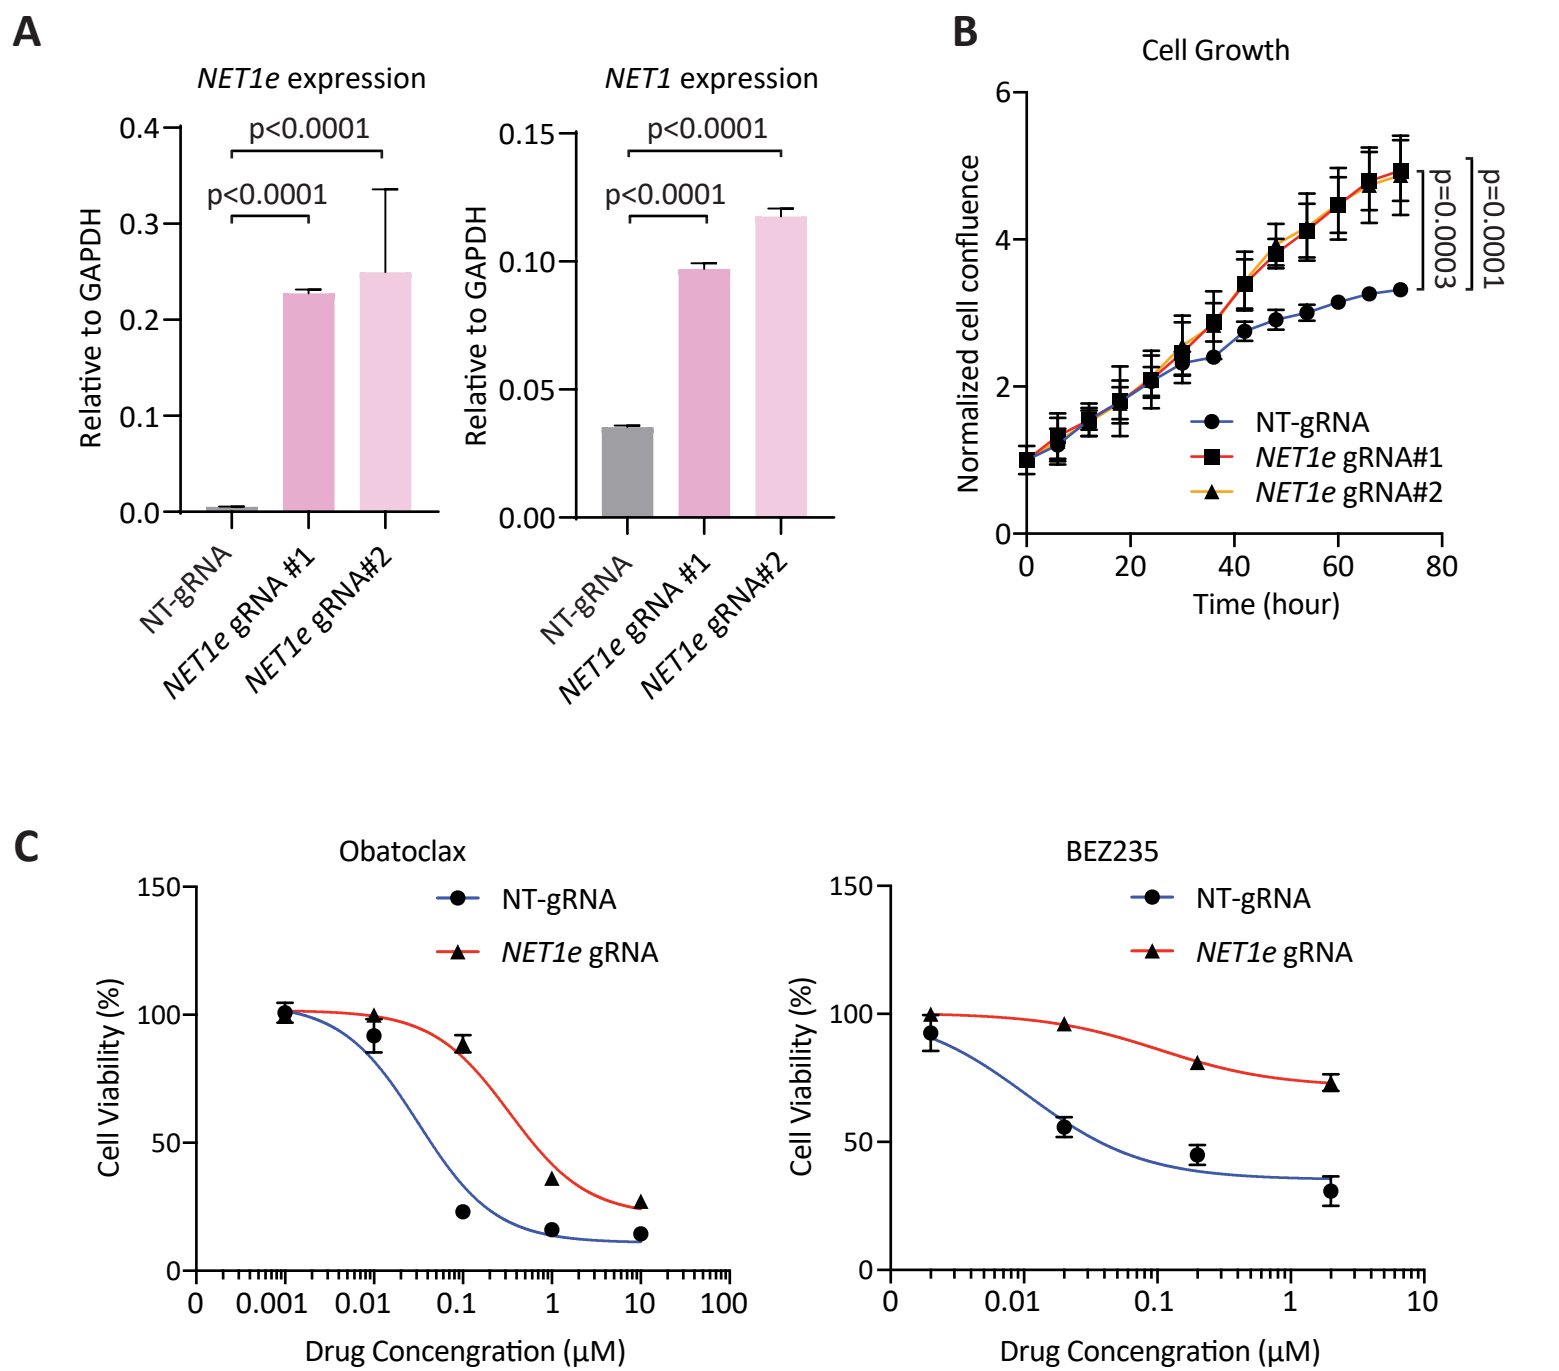 A
NET1e expression
Relative to GAPDH
0.4
0.3
0.2
0.1
0.0
p<0.0001
p<0.0001
NT-gRNA
NET1e gRNA #1
NET1e gRNA#2
NET1 expression
Relative to GAPDH
0.15
0.10
0.05
0.00
p<0.0001
p<0.0001
NT-gRNA
NET1e gRNA #1
NET1e gRNA#2
B
Cell Growth
Normalized cell confluence
6
4
2
0
0 20 40 60 80
Time (hour)
p=0.0003
p=0.0001
NT-gRNA
NET1e gRNA#1
NET1e gRNA#2
C
Obatoclax
NT-gRNA
NET1e gRNA
Cell Viability (%)
150
100
50
0
0 0.001 0.01 0.1 1 10 100
Drug Concengration (μM)
BEZ235
NT-gRNA
NET1e gRNA
Cell Viability (%)
150
100
50
0
0 0.01 0.1 1 10
Drug Concengration (μM)